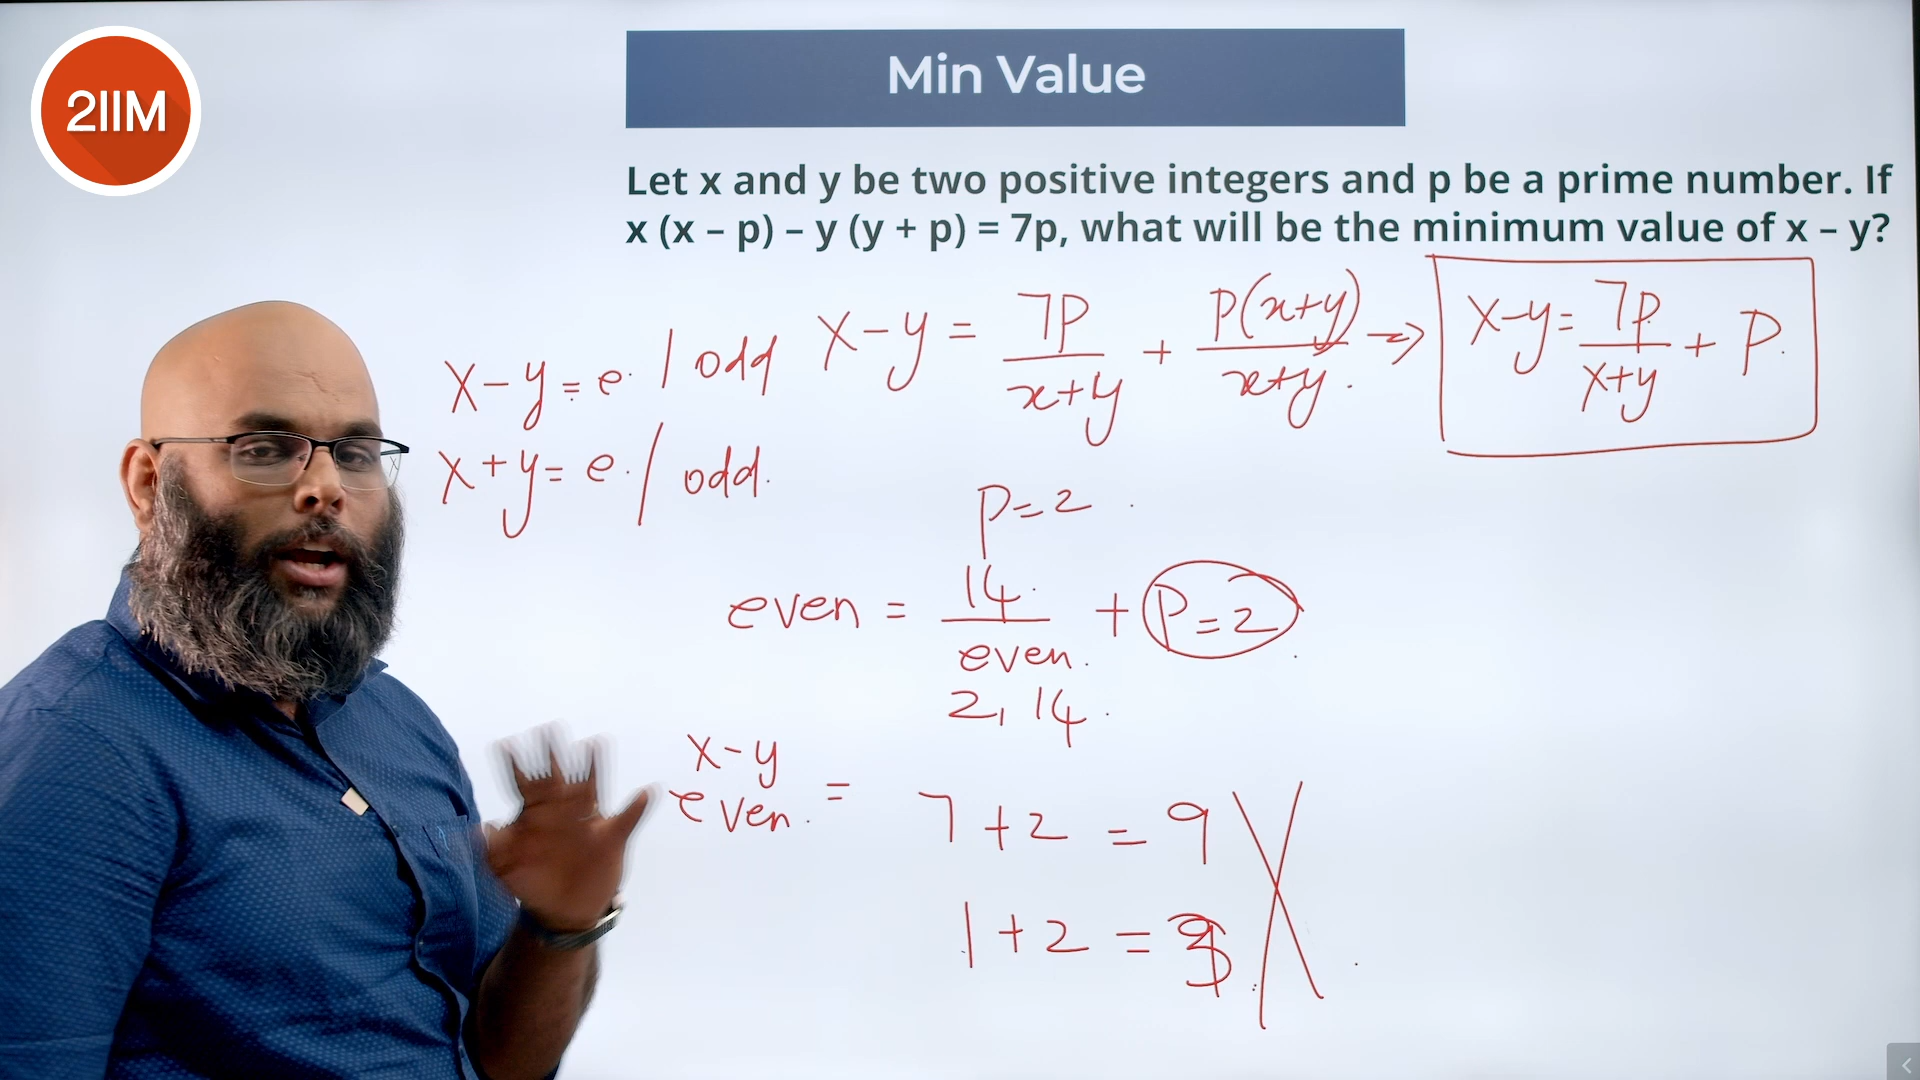 2IIM
Min Value
Let x and y be two positive integers and p be a prime number. If
x (x – p) – y (y + p) = 7p, what will be the minimum value of x – y?
x-y = e. / odd
x+y = e. / odd.
x-y = 7p/x+y + p(x+y)/x+y. → x-y = 7p/x+y + p.
p=2
even = 14./even. + p=2
2, 14.
x-y
even. =
7+2 = 9
1+2 =